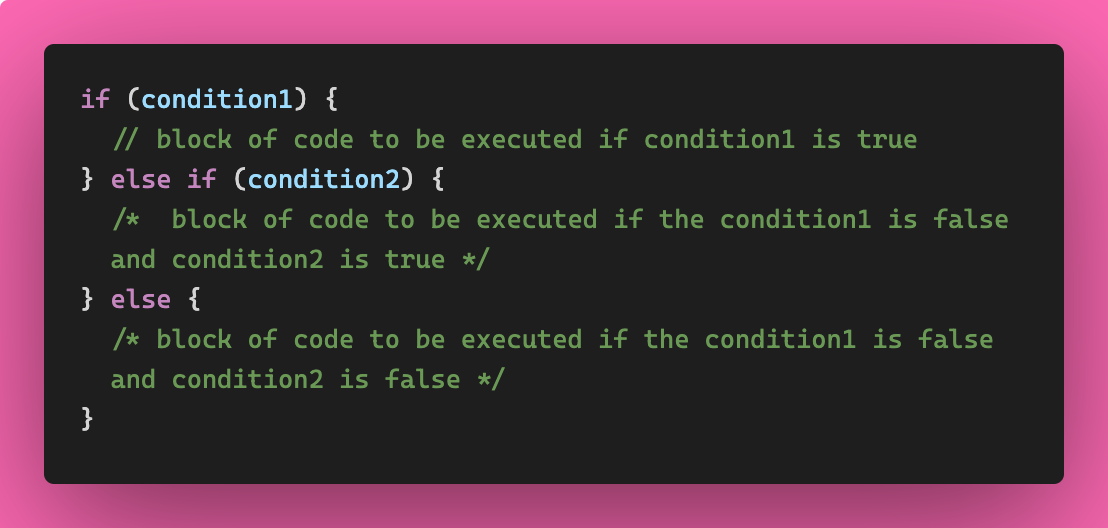 if (condition1) {
  // block of code to be executed if condition1 is true
} else if (condition2) {
  /*  block of code to be executed if the condition1 is false
  and condition2 is true */
} else {
  /* block of code to be executed if the condition1 is false
  and condition2 is false */
}